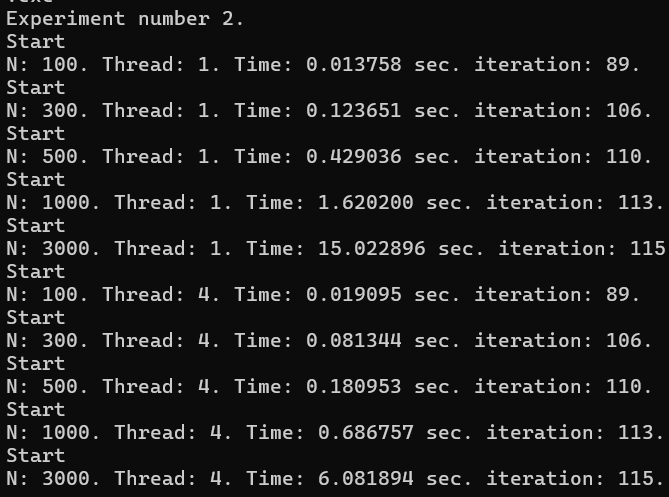 Experiment number 2.
Start
N: 100. Thread: 1. Time: 0.013758 sec. iteration: 89.
Start
N: 300. Thread: 1. Time: 0.123651 sec. iteration: 106.
Start
N: 500. Thread: 1. Time: 0.429036 sec. iteration: 110.
Start
N: 1000. Thread: 1. Time: 1.620200 sec. iteration: 113.
Start
N: 3000. Thread: 1. Time: 15.022896 sec. iteration: 115
Start
N: 100. Thread: 4. Time: 0.019095 sec. iteration: 89.
Start
N: 300. Thread: 4. Time: 0.081344 sec. iteration: 106.
Start
N: 500. Thread: 4. Time: 0.180953 sec. iteration: 110.
Start
N: 1000. Thread: 4. Time: 0.686757 sec. iteration: 113.
Start
N: 3000. Thread: 4. Time: 6.081894 sec. iteration: 115.